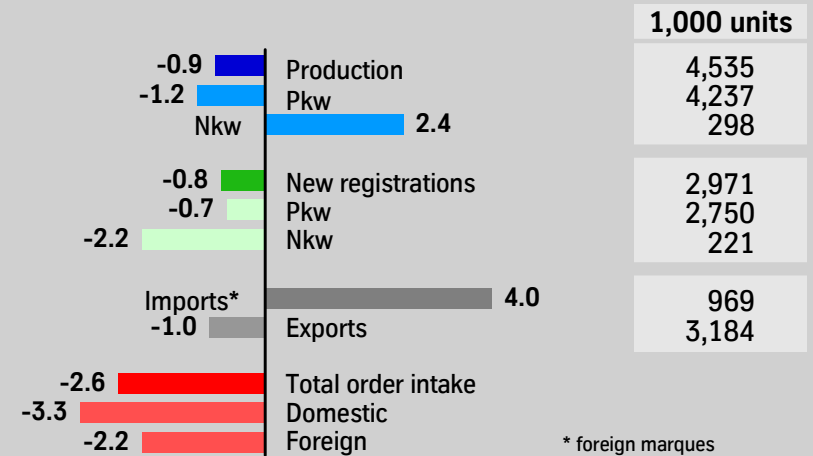 1,000 units
-0.9 Production 4,535
-1.2 Pkw 4,237
Nkw 2.4 298
-0.8 New registrations 2,971
-0.7 Pkw 2,750
-2.2 Nkw 221
Imports* 4.0 969
-1.0 Exports 3,184
-2.6 Total order intake
-3.3 Domestic
-2.2 Foreign * foreign marques